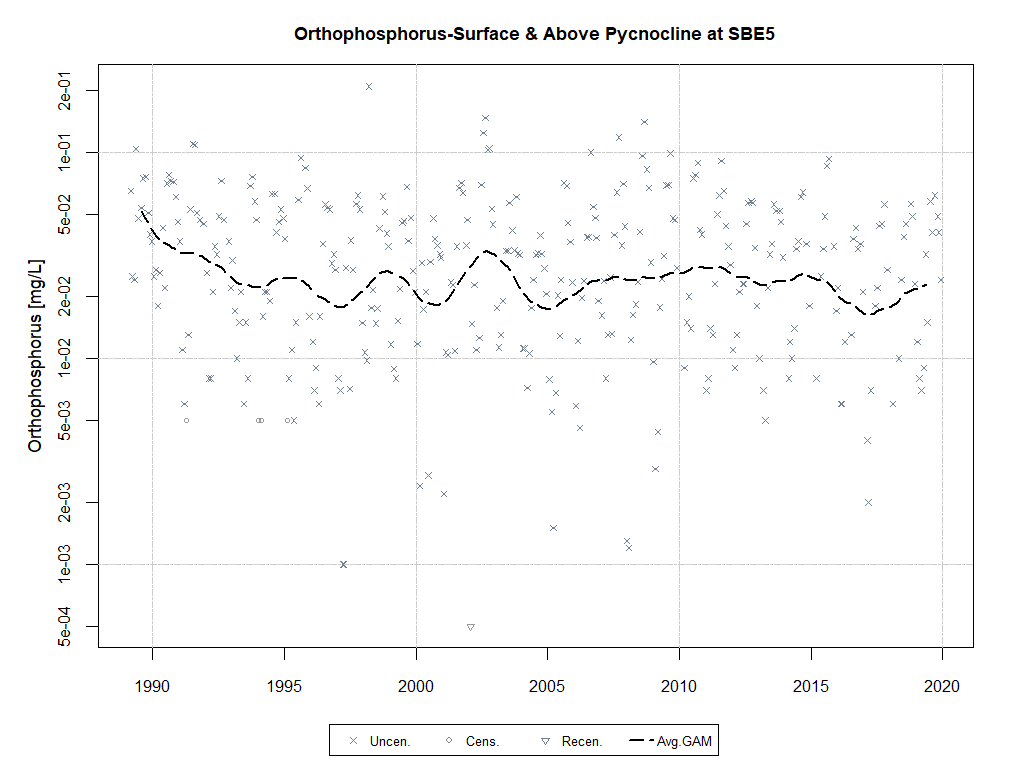 Orthophosphorus-Surface & Above Pycnocline at SBE5
Orthophosphorus [mg/L]
2e-01
1e-01
5e-02
2e-02
1e-02
5e-03
2e-03
1e-03
5e-04
1990 1995 2000 2005 2010 2015 2020
Uncen. Cens. Recen. Avg.GAM